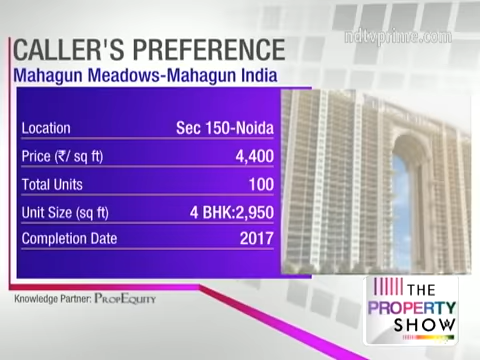 ndtvprime.com
CALLER'S PREFERENCE
Mahagun Meadows-Mahagun India
Location Sec 150-Noida
Price (₹/ sq ft) 4,400
Total Units 100
Unit Size (sq ft) 4 BHK:2,950
Completion Date 2017
Knowledge Partner: PROPEQUITY
THE
PROPERTY
SHOW